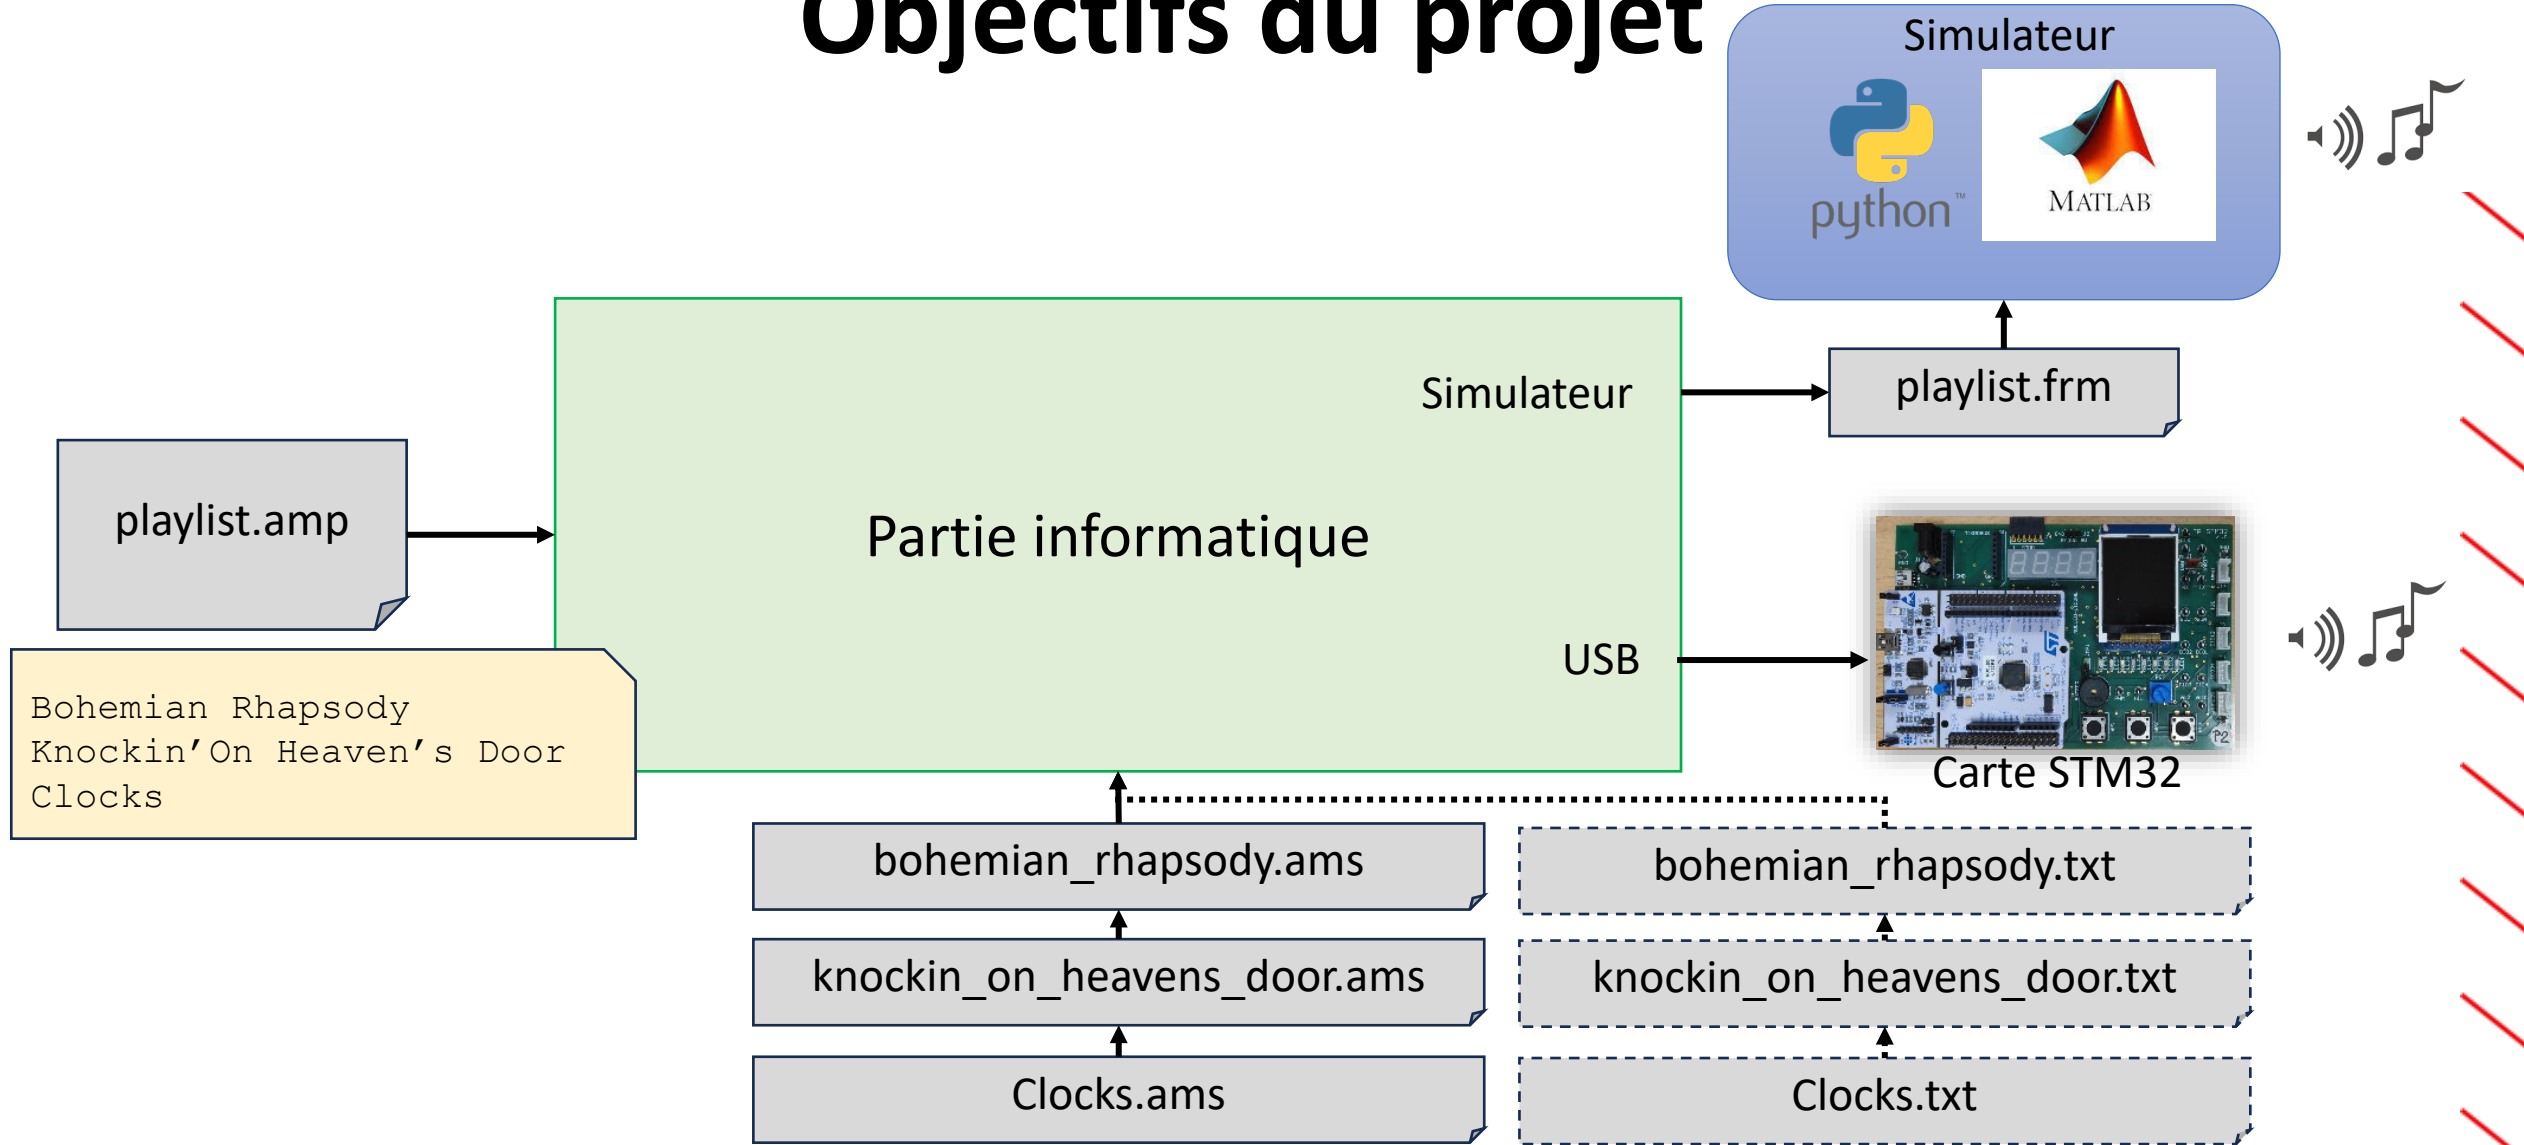 Objectifs du projet
Simulateur
python™
MATLAB
Simulateur
playlist.frm
playlist.amp
Partie informatique
USB
Bohemian Rhapsody
Knockin’On Heaven’s Door
Clocks
Carte STM32
bohemian_rhapsody.ams
bohemian_rhapsody.txt
knockin_on_heavens_door.ams
knockin_on_heavens_door.txt
Clocks.ams
Clocks.txt